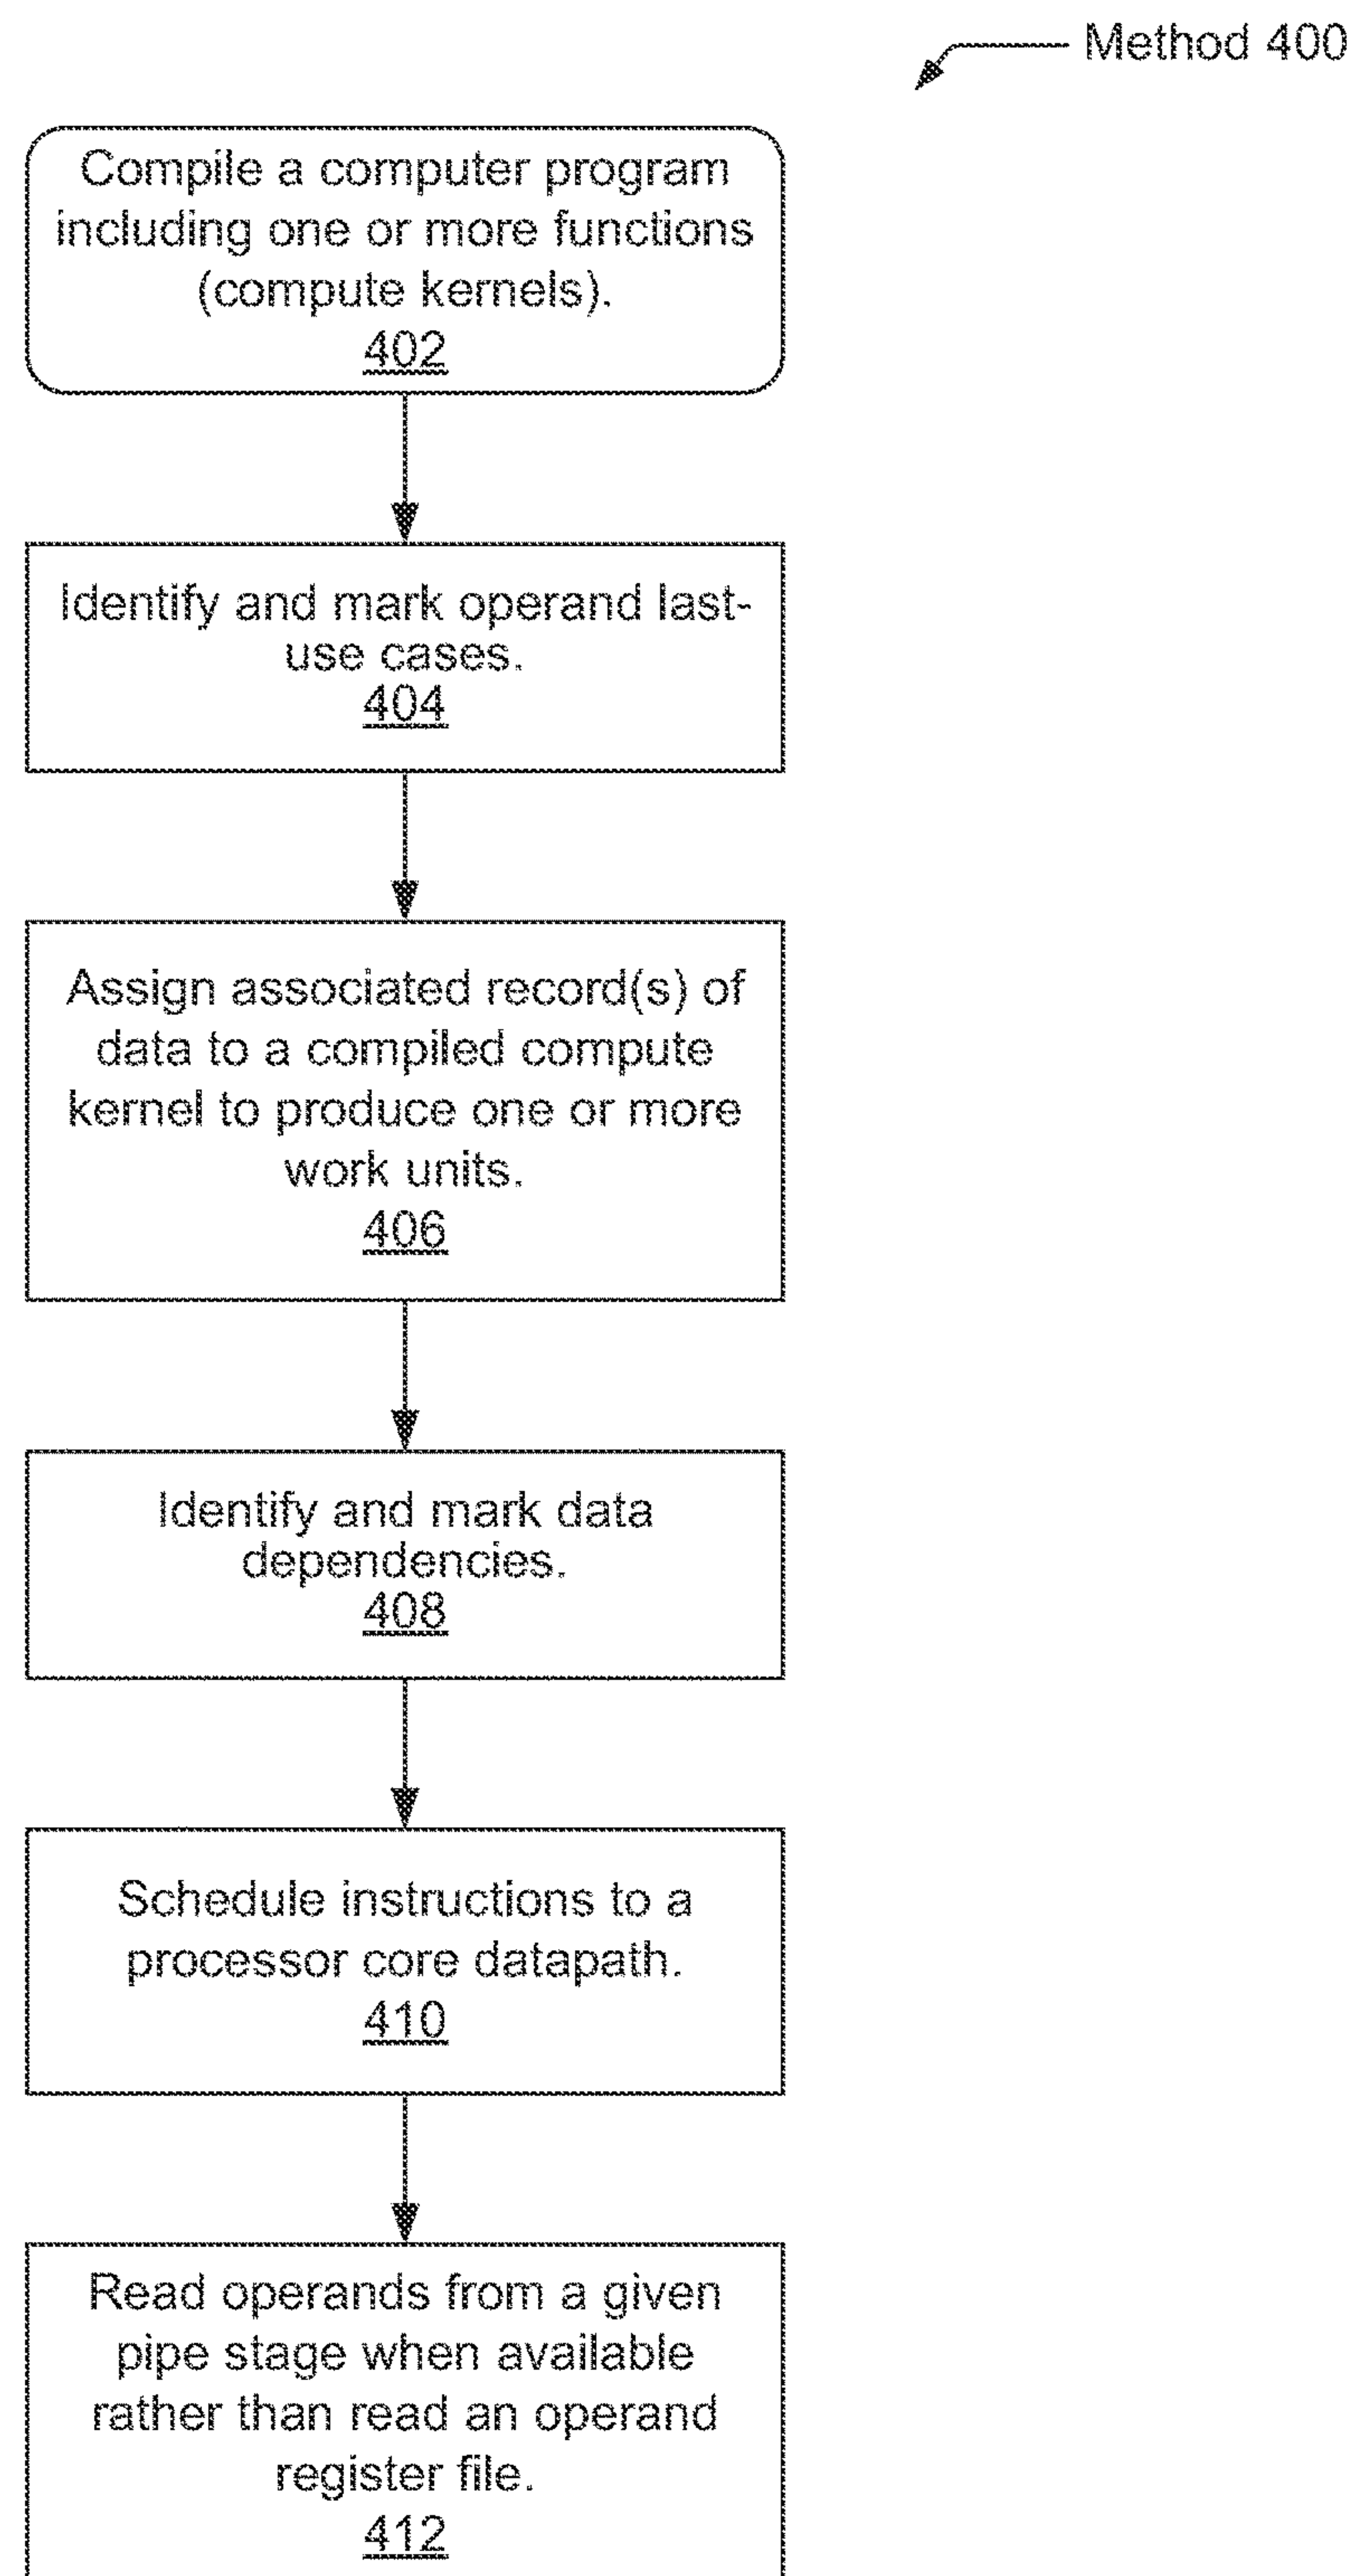 Method 400
Compile a computer program
including one or more functions
(compute kernels).
402
Identify and mark operand last-
use cases.
404
Assign associated record(s) of
data to a compiled compute
kernel to produce one or more
work units.
406
Identify and mark data
dependencies.
408
Schedule instructions to a
processor core datapath.
410
Read operands from a given
pipe stage when available
rather than read an operand
register file.
412